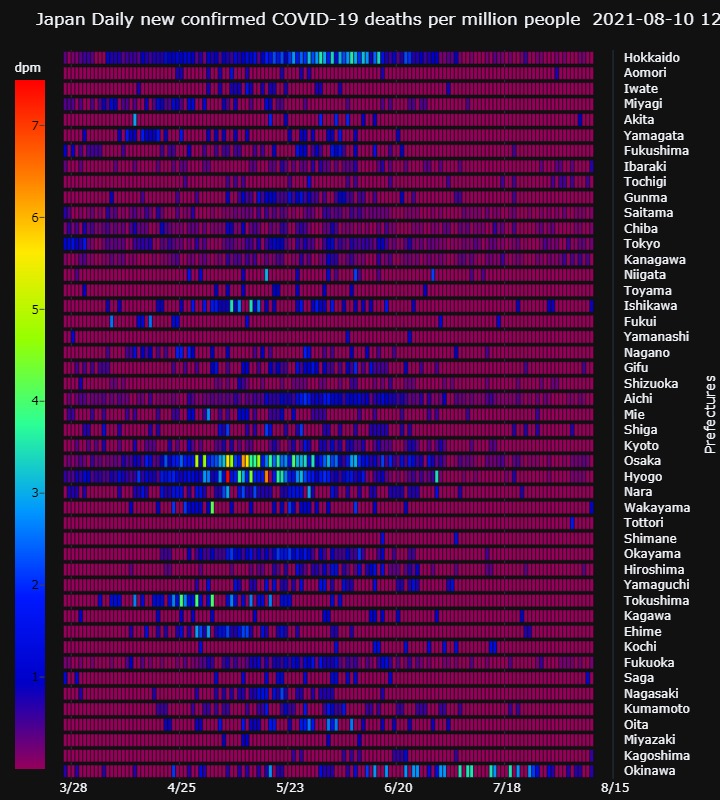 Japan Daily new confirmed COVID-19 deaths per million people 2021-08-10 12
dpm
7
6
5
4
3
2
1
Hokkaido
Aomori
Iwate
Miyagi
Akita
Yamagata
Fukushima
Ibaraki
Tochigi
Gunma
Saitama
Chiba
Tokyo
Kanagawa
Niigata
Toyama
Ishikawa
Fukui
Yamanashi
Nagano
Gifu
Shizuoka
Aichi
Mie
Shiga
Kyoto
Osaka
Hyogo
Nara
Wakayama
Tottori
Shimane
Okayama
Hiroshima
Yamaguchi
Tokushima
Kagawa
Ehime
Kochi
Fukuoka
Saga
Nagasaki
Kumamoto
Oita
Miyazaki
Kagoshima
Okinawa
Prefectures
3/28 4/25 5/23 6/20 7/18 8/15